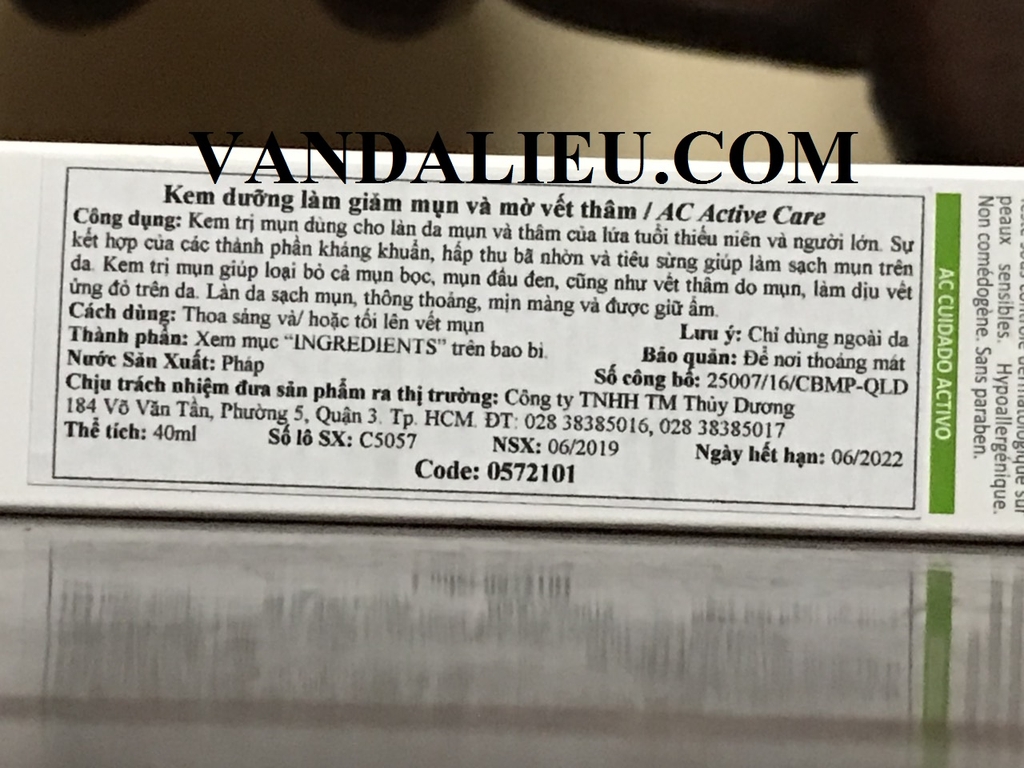 VANDALIEU.COM
Kem dưỡng làm giảm mụn và mờ vết thâm / AC Active Care
Công dụng: Kem trị mụn dùng cho làn da mụn và thâm của lứa tuổi thiếu niên và người lớn. Sự
kết hợp của các thành phần kháng khuẩn, hấp thu bã nhờn và tiêu sừng giúp làm sạch mụn trên
da. Kem trị mụn giúp loại bỏ cả mụn bọc, mụn đầu đen, cũng như vết thâm do mụn, làm dịu vết
ửng đỏ trên da. Làn da sạch mụn, thông thoáng, mịn màng và được giữ ẩm.
Cách dùng: Thoa sáng và/ hoặc tối lên vết mụn Lưu ý: Chỉ dùng ngoài da
Thành phần: Xem mục “INGREDIENTS” trên bao bì. Bảo quản: Để nơi thoáng mát
Nước Sản Xuất: Pháp Số công bố: 25007/16/CBMP-QLD
Chịu trách nhiệm đưa sản phẩm ra thị trường: Công ty TNHH TM Thùy Dương
184 Võ Văn Tần, Phường 5, Quận 3. Tp. HCM. ĐT: 028 38385016, 028 38385017
Thể tích: 40ml Số lô SX: C5057 NSX: 06/2019 Ngày hết hạn: 06/2022
Code: 0572101
AC CUIDADO ACTIVO
sous contrôle dermatologique sur
peaux sensibles. Hypoallergénique.
Non comédogène. Sans paraben.